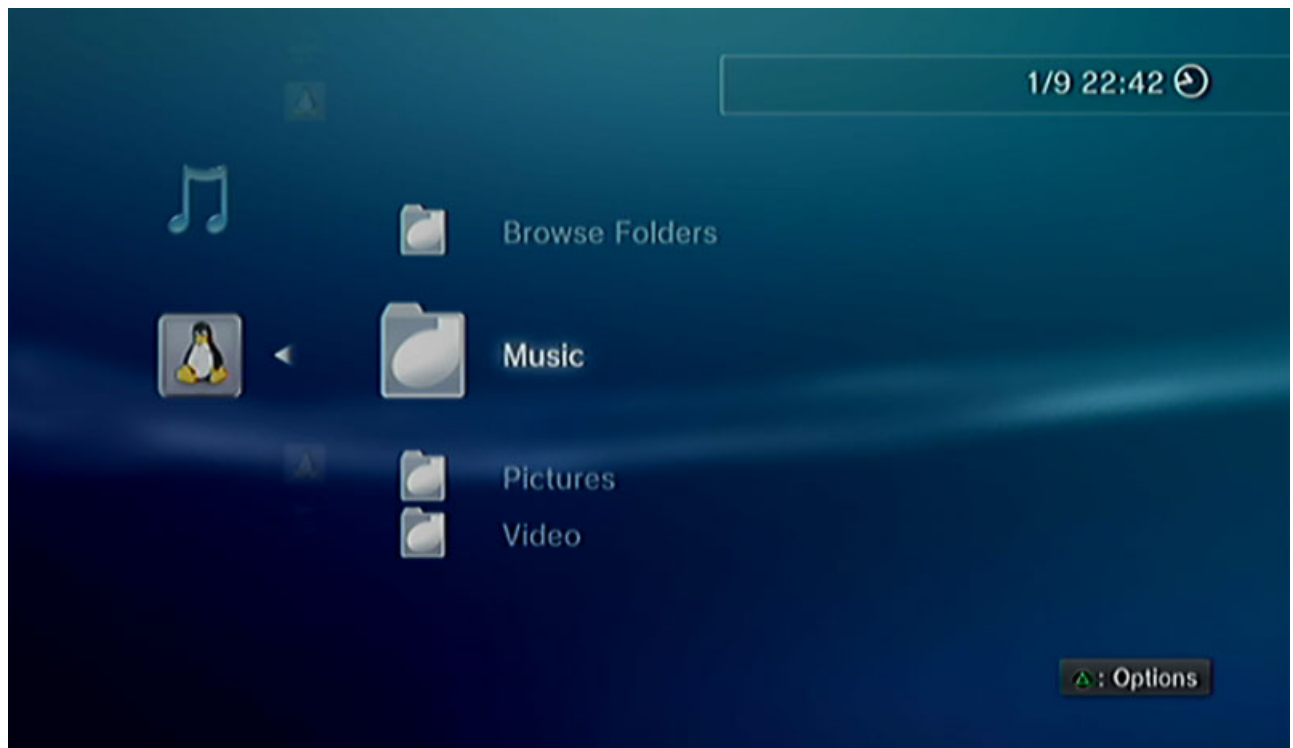 1/9 22:42
Browse Folders
Music
Pictures
Video
: Options